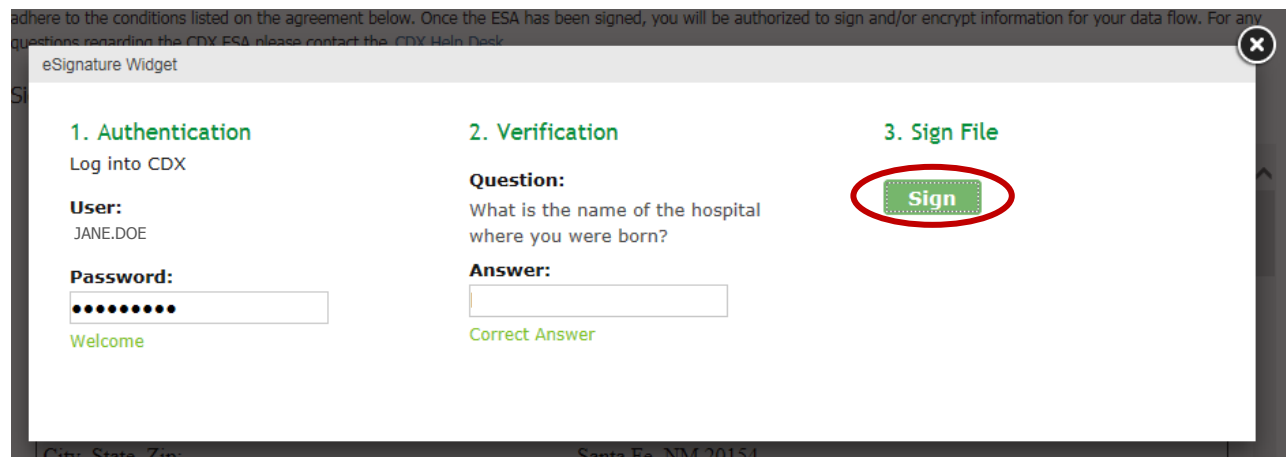 adhere to the conditions listed on the agreement below. Once the ESA has been signed, you will be authorized to sign and/or encrypt information for your data flow. For any
questions regarding the CDX ESA please contact the CDX Help Desk
eSignature Widget
Si
1. Authentication
Log into CDX
User:
JANE.DOE
Password:
•••••••••
Welcome
2. Verification
Question:
What is the name of the hospital
where you were born?
Answer:
Correct Answer
3. Sign File
Sign
City, State, Zip: Santa Fe, NM 20154